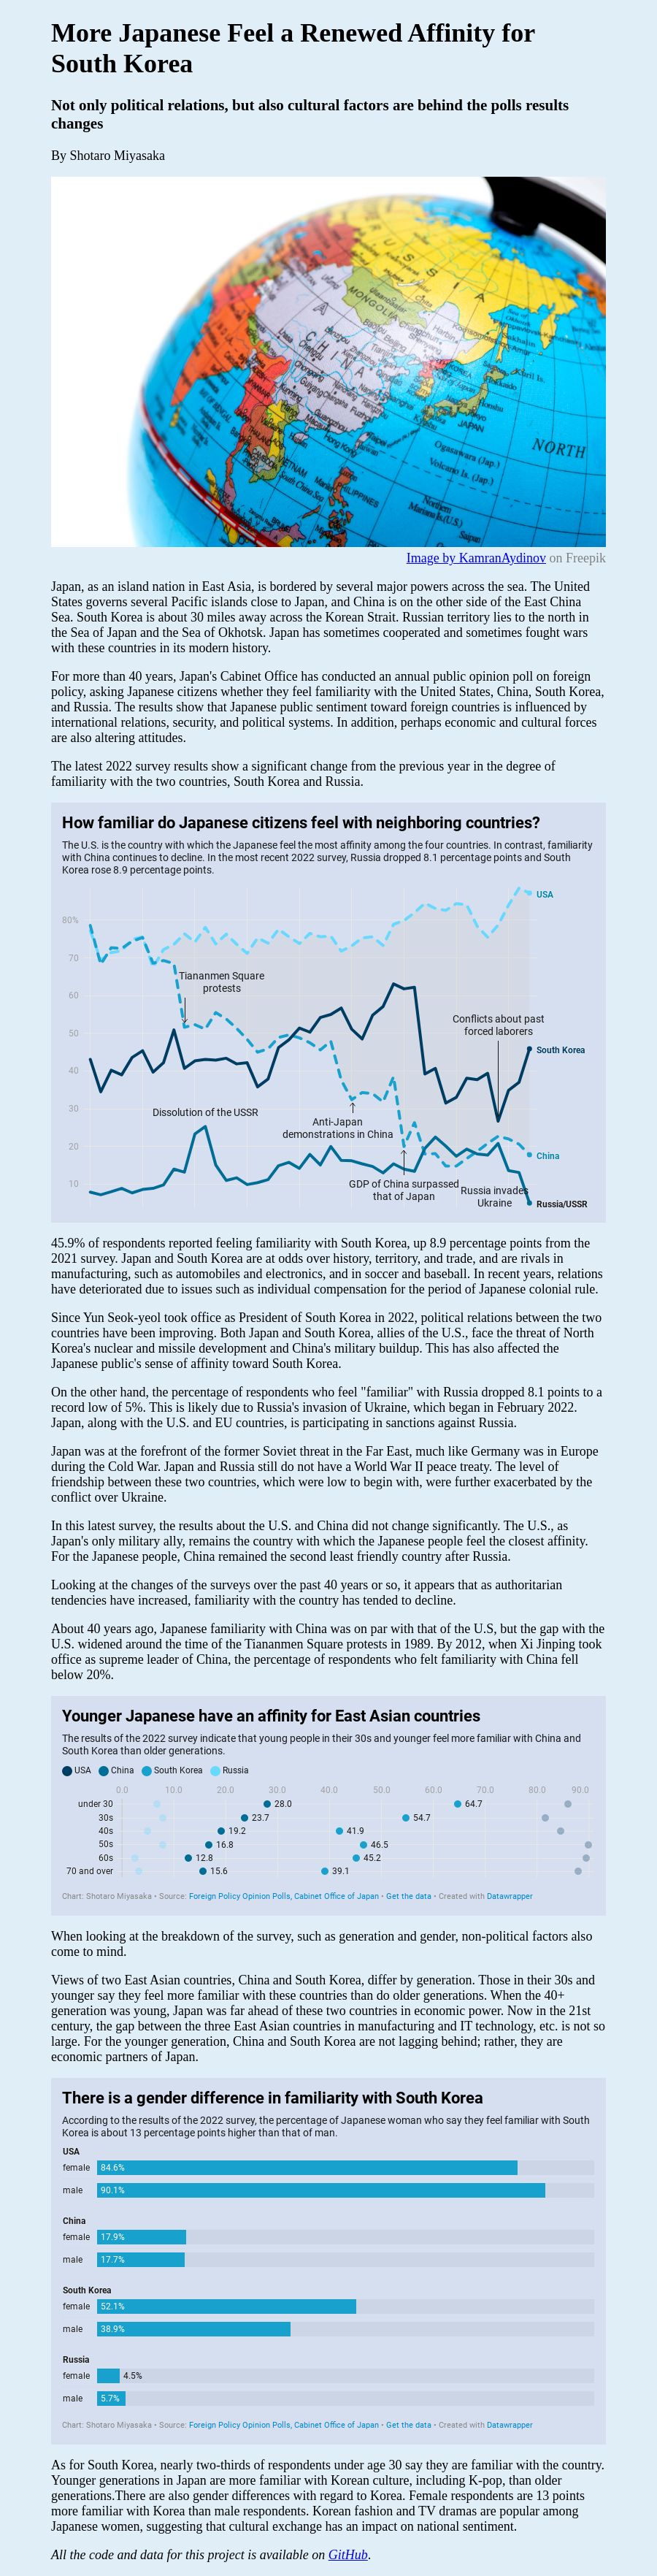 More Japanese Feel a Renewed Affinity for
South Korea
Not only political relations, but also cultural factors are behind the polls results
changes
By Shotaro Miyasaka
RUSSIA
MONGOLIA
CHINA
JAPAN
NORTH
Ogasawara (Jap.)
Volcano Is. (Jap.)
Northern
VIETNAM
PHILIPPINES
South China Sea
Hong Kong
Image by KamranAydinov on Freepik
Japan, as an island nation in East Asia, is bordered by several major powers across the sea. The United
States governs several Pacific islands close to Japan, and China is on the other side of the East China
Sea. South Korea is about 30 miles away across the Korean Strait. Russian territory lies to the north in
the Sea of Japan and the Sea of Okhotsk. Japan has sometimes cooperated and sometimes fought wars
with these countries in its modern history.
For more than 40 years, Japan's Cabinet Office has conducted an annual public opinion poll on foreign
policy, asking Japanese citizens whether they feel familiarity with the United States, China, South Korea,
and Russia. The results show that Japanese public sentiment toward foreign countries is influenced by
international relations, security, and political systems. In addition, perhaps economic and cultural forces
are also altering attitudes.
The latest 2022 survey results show a significant change from the previous year in the degree of
familiarity with the two countries, South Korea and Russia.
How familiar do Japanese citizens feel with neighboring countries?
The U.S. is the country with which the Japanese feel the most affinity among the four countries. In contrast, familiarity
with China continues to decline. In the most recent 2022 survey, Russia dropped 8.1 percentage points and South
Korea rose 8.9 percentage points.
USA
80%
70
Tiananmen Square
protests
60
Conflicts about past
forced laborers
50
South Korea
40
30
Dissolution of the USSR
Anti-Japan
demonstrations in China
20
China
GDP of China surpassed
that of Japan
Russia invades
Ukraine
10
Russia/USSR
45.9% of respondents reported feeling familiarity with South Korea, up 8.9 percentage points from the
2021 survey. Japan and South Korea are at odds over history, territory, and trade, and are rivals in
manufacturing, such as automobiles and electronics, and in soccer and baseball. In recent years, relations
have deteriorated due to issues such as individual compensation for the period of Japanese colonial rule.
Since Yun Seok-yeol took office as President of South Korea in 2022, political relations between the two
countries have been improving. Both Japan and South Korea, allies of the U.S., face the threat of North
Korea's nuclear and missile development and China's military buildup. This has also affected the
Japanese public's sense of affinity toward South Korea.
On the other hand, the percentage of respondents who feel "familiar" with Russia dropped 8.1 points to a
record low of 5%. This is likely due to Russia's invasion of Ukraine, which began in February 2022.
Japan, along with the U.S. and EU countries, is participating in sanctions against Russia.
Japan was at the forefront of the former Soviet threat in the Far East, much like Germany was in Europe
during the Cold War. Japan and Russia still do not have a World War II peace treaty. The level of
friendship between these two countries, which were low to begin with, were further exacerbated by the
conflict over Ukraine.
In this latest survey, the results about the U.S. and China did not change significantly. The U.S., as
Japan's only military ally, remains the country with which the Japanese people feel the closest affinity.
For the Japanese people, China remained the second least friendly country after Russia.
Looking at the changes of the surveys over the past 40 years or so, it appears that as authoritarian
tendencies have increased, familiarity with the country has tended to decline.
About 40 years ago, Japanese familiarity with China was on par with that of the U.S, but the gap with the
U.S. widened around the time of the Tiananmen Square protests in 1989. By 2012, when Xi Jinping took
office as supreme leader of China, the percentage of respondents who felt familiarity with China fell
below 20%.
Younger Japanese have an affinity for East Asian countries
The results of the 2022 survey indicate that young people in their 30s and younger feel more familiar with China and
South Korea than older generations.
USA China South Korea Russia
0.0 10.0 20.0 30.0 40.0 50.0 60.0 70.0 80.0 90.0
under 30 28.0 64.7
30s 23.7 54.7
40s 19.2 41.9
50s 16.8 46.5
60s 12.8 45.2
70 and over 15.6 39.1
Chart: Shotaro Miyasaka • Source: Foreign Policy Opinion Polls, Cabinet Office of Japan • Get the data • Created with Datawrapper
When looking at the breakdown of the survey, such as generation and gender, non-political factors also
come to mind.
Views of two East Asian countries, China and South Korea, differ by generation. Those in their 30s and
younger say they feel more familiar with these countries than do older generations. When the 40+
generation was young, Japan was far ahead of these two countries in economic power. Now in the 21st
century, the gap between the three East Asian countries in manufacturing and IT technology, etc. is not so
large. For the younger generation, China and South Korea are not lagging behind; rather, they are
economic partners of Japan.
There is a gender difference in familiarity with South Korea
According to the results of the 2022 survey, the percentage of Japanese woman who say they feel familiar with South
Korea is about 13 percentage points higher than that of man.
USA
female 84.6%
male 90.1%
China
female 17.9%
male 17.7%
South Korea
female 52.1%
male 38.9%
Russia
female 4.5%
male 5.7%
Chart: Shotaro Miyasaka • Source: Foreign Policy Opinion Polls, Cabinet Office of Japan • Get the data • Created with Datawrapper
As for South Korea, nearly two-thirds of respondents under age 30 say they are familiar with the country.
Younger generations in Japan are more familiar with Korean culture, including K-pop, than older
generations.There are also gender differences with regard to Korea. Female respondents are 13 points
more familiar with Korea than male respondents. Korean fashion and TV dramas are popular among
Japanese women, suggesting that cultural exchange has an impact on national sentiment.
All the code and data for this project is available on GitHub.